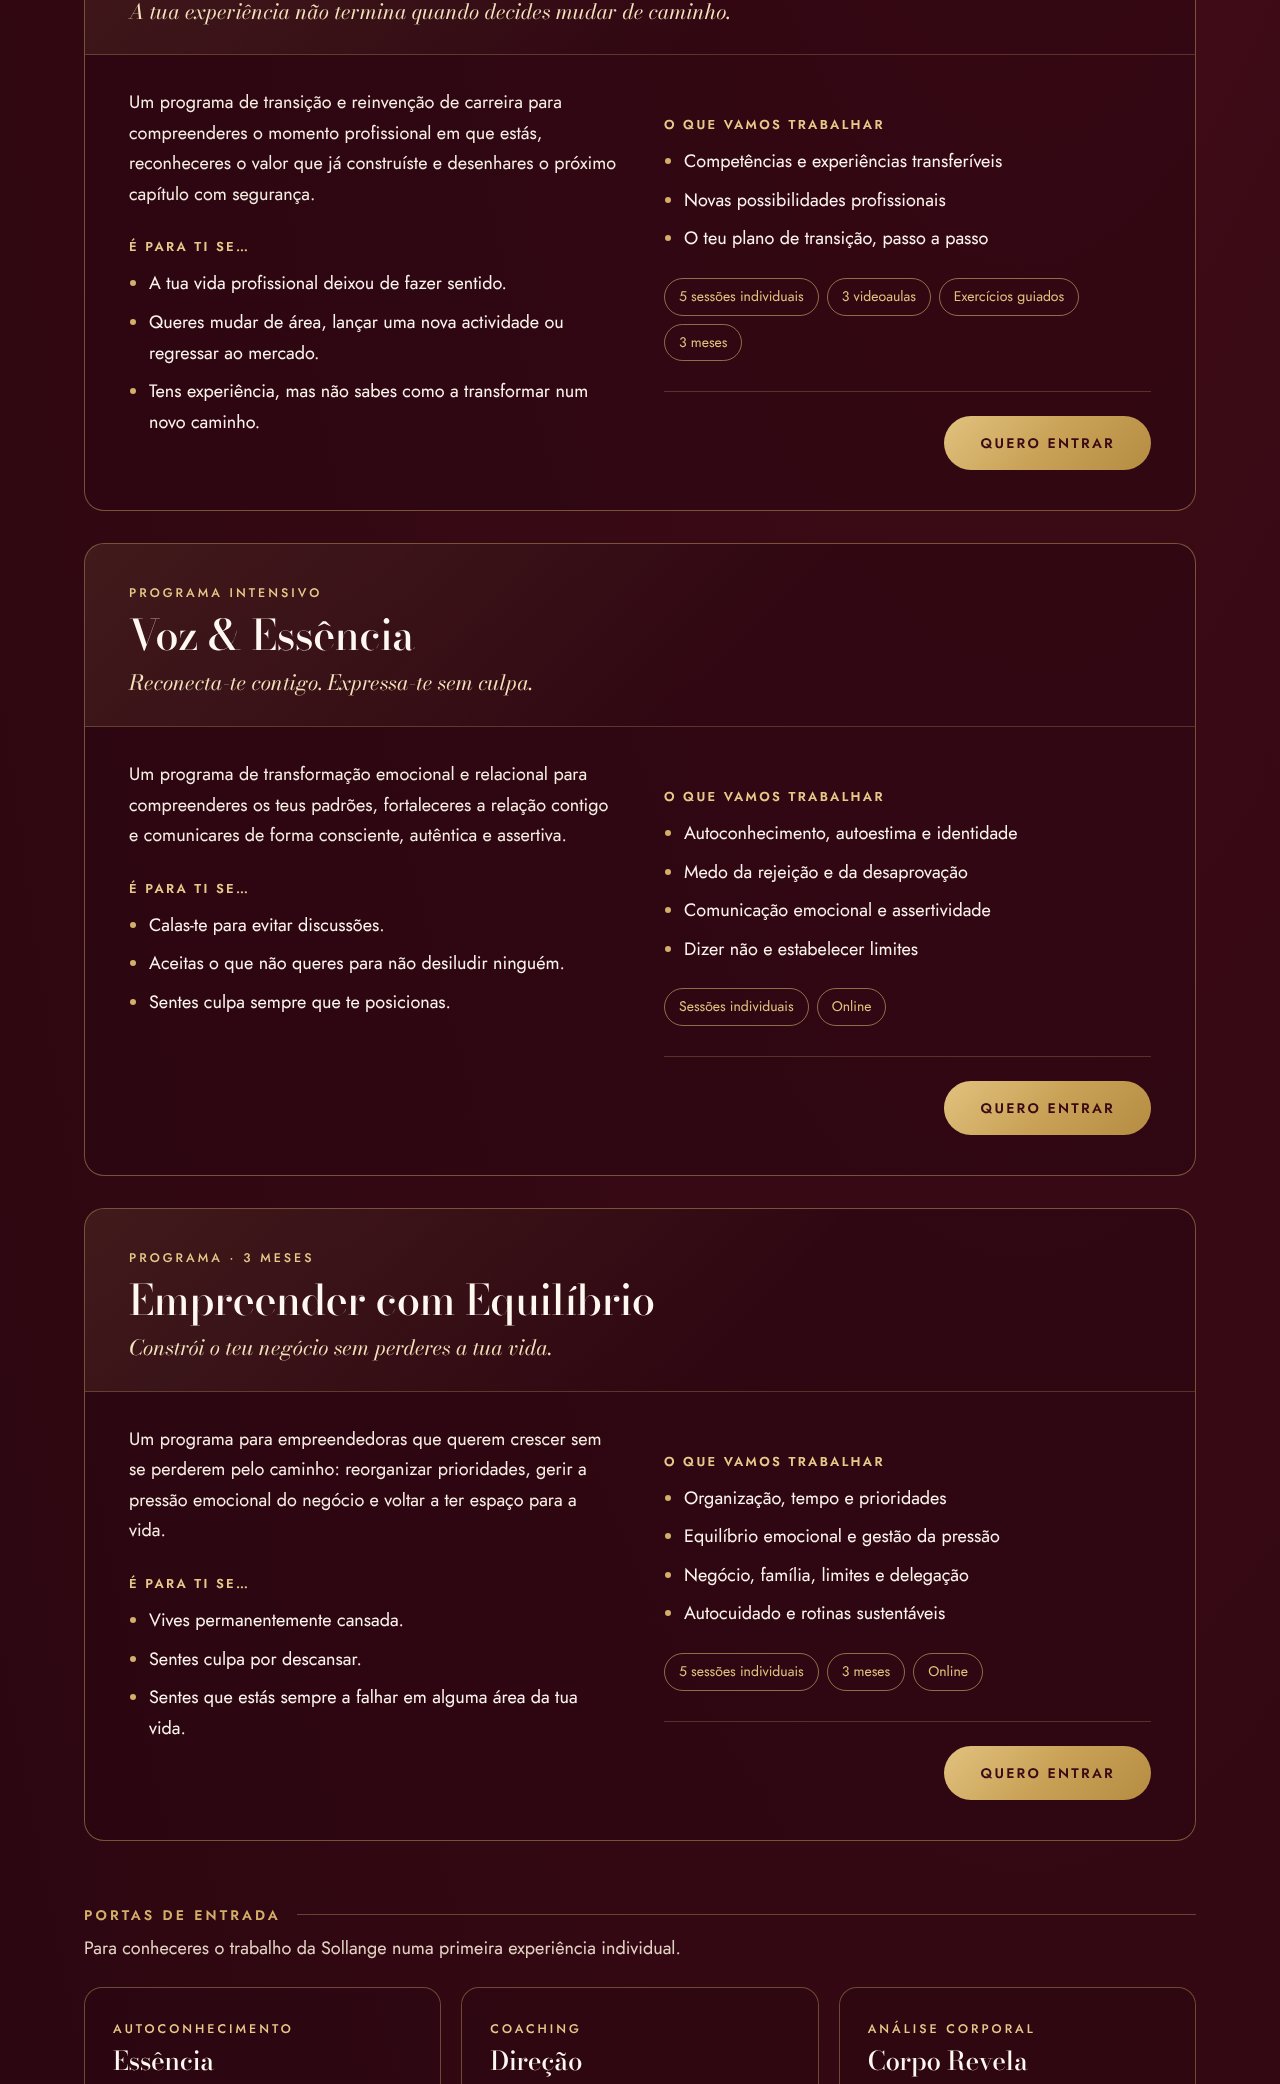 A tua experiência não termina quando decides mudar de caminho.
Um programa de transição e reinvenção de carreira para
compreenderes o momento profissional em que estás,
reconheceres o valor que já construíste e desenhares o próximo
capítulo com segurança.
É PARA TI SE...
A tua vida profissional deixou de fazer sentido.
Queres mudar de área, lançar uma nova actividade ou
regressar ao mercado.
Tens experiência, mas não sabes como a transformar num
novo caminho.
O QUE VAMOS TRABALHAR
Competências e experiências transferíveis
Novas possibilidades profissionais
O teu plano de transição, passo a passo
5 sessões individuais
3 videoaulas
Exercícios guiados
3 meses
QUERO ENTRAR
PROGRAMA INTENSIVO
Voz & Essência
Reconecta-te contigo. Expressa-te sem culpa.
Um programa de transformação emocional e relacional para
compreenderes os teus padrões, fortaleceres a relação contigo
e comunicares de forma consciente, autêntica e assertiva.
É PARA TI SE...
Calas-te para evitar discussões.
Aceitas o que não queres para não desiludir ninguém.
Sentes culpa sempre que te posicionas.
O QUE VAMOS TRABALHAR
Autoconhecimento, autoestima e identidade
Medo da rejeição e da desaprovação
Comunicação emocional e assertividade
Dizer não e estabelecer limites
Sessões individuais
Online
QUERO ENTRAR
PROGRAMA · 3 MESES
Empreender com Equilíbrio
Constrói o teu negócio sem perderes a tua vida.
Um programa para empreendedoras que querem crescer sem
se perderem pelo caminho: reorganizar prioridades, gerir a
pressão emocional do negócio e voltar a ter espaço para a
vida.
É PARA TI SE...
Vives permanentemente cansada.
Sentes culpa por descansar.
Sentes que estás sempre a falhar em alguma área da tua
vida.
O QUE VAMOS TRABALHAR
Organização, tempo e prioridades
Equilíbrio emocional e gestão da pressão
Negócio, família, limites e delegação
Autocuidado e rotinas sustentáveis
5 sessões individuais
3 meses
Online
QUERO ENTRAR
PORTAS DE ENTRADA
Para conheceres o trabalho da Sollange numa primeira experiência individual.
AUTOCONHECIMENTO
Essência
COACHING
Direção
ANÁLISE CORPORAL
Corpo Revela